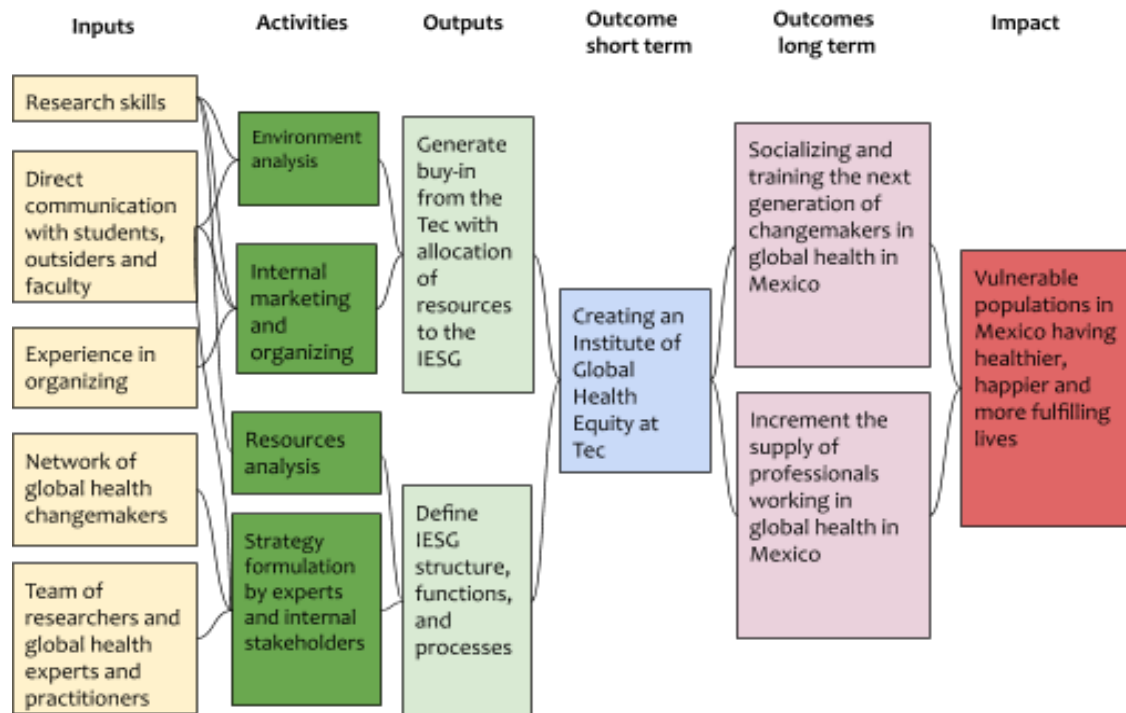 Inputs
Activities
Outputs
Outcome
short term
Outcomes
long term
Impact
Research skills
Direct
communication
with students,
outsiders and
faculty
Experience in
organizing
Network of
global health
changemakers
Team of
researchers and
global health
experts and
practitioners
Environment
analysis
Internal
marketing
and
organizing
Resources
analysis
Strategy
formulation
by experts
and internal
stakeholders
Generate
buy-in
from the
Tec with
allocation
of
resources
to the
IESG
Define
IESG
structure,
functions,
and
processes
Creating an
Institute of
Global
Health
Equity at
Tec
Socializing and
training the next
generation of
changemakers in
global health in
Mexico
Increment the
supply of
professionals
working in
global health in
Mexico
Vulnerable
populations in
Mexico having
healthier,
happier and
more fulfilling
lives